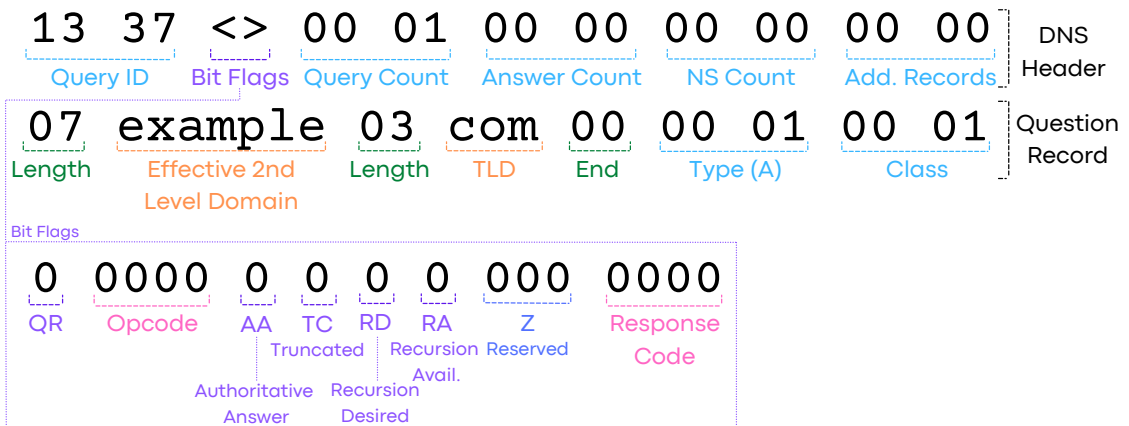 13 37 <> 00 01 00 00 00 00 00 00 DNS
Query ID Bit Flags Query Count Answer Count NS Count Add. Records Header
07 example 03 com 00 00 01 00 01 Question
Length Effective 2nd Length TLD End Type (A) Class Record
Level Domain
Bit Flags
0 0000 0 0 0 0 000 0000
QR Opcode AA TC RD RA Z Response
Truncated Recursion Reserved Code
Avail.
Authoritative Recursion
Answer Desired